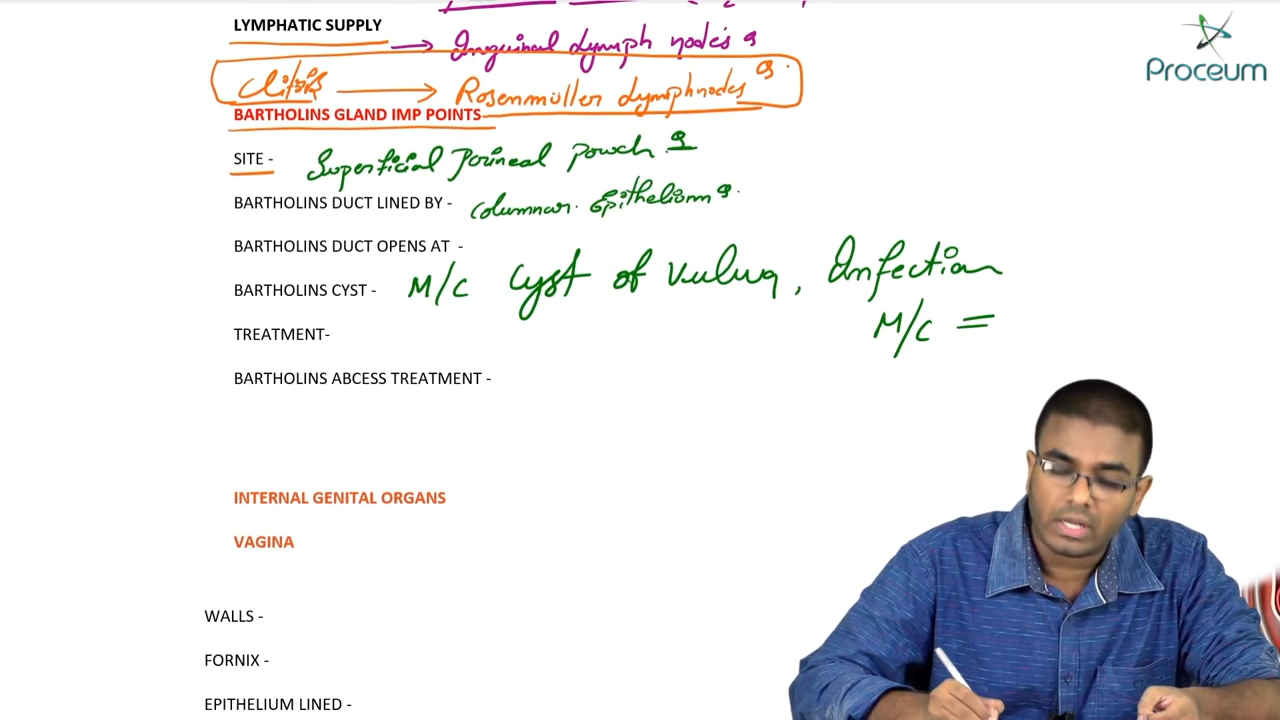 LYMPHATIC SUPPLY
→ Inguinal lymph nodes
Proceum
Clitoris → Rosenmüller Lymphnodes
BARTHOLINS GLAND IMP POINTS
SITE - Superficial Perineal Pouch
BARTHOLINS DUCT LINED BY - Columnar Epithelium
BARTHOLINS DUCT OPENS AT -
BARTHOLINS CYST - M/C Cyst of Vulva, Infection
M/C =
TREATMENT-
BARTHOLINS ABCESS TREATMENT -
INTERNAL GENITAL ORGANS
VAGINA
WALLS -
FORNIX -
EPITHELIUM LINED -